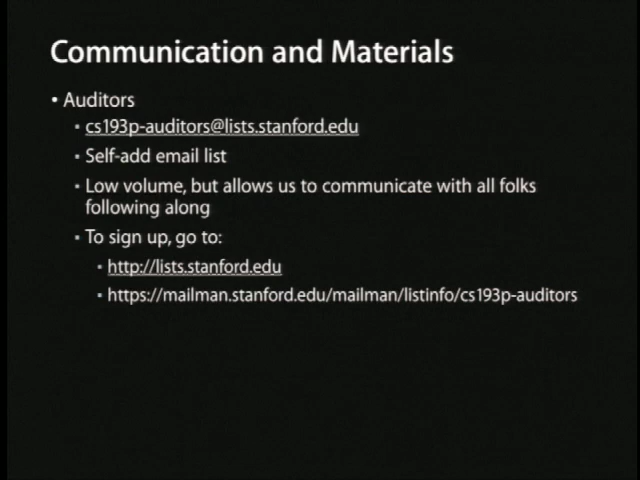 Communication and Materials
• Auditors
▪ cs193p-auditors@lists.stanford.edu
▪ Self-add email list
▪ Low volume, but allows us to communicate with all folks
following along
▪ To sign up, go to:
▪ http://lists.stanford.edu
▪ https://mailman.stanford.edu/mailman/listinfo/cs193p-auditors